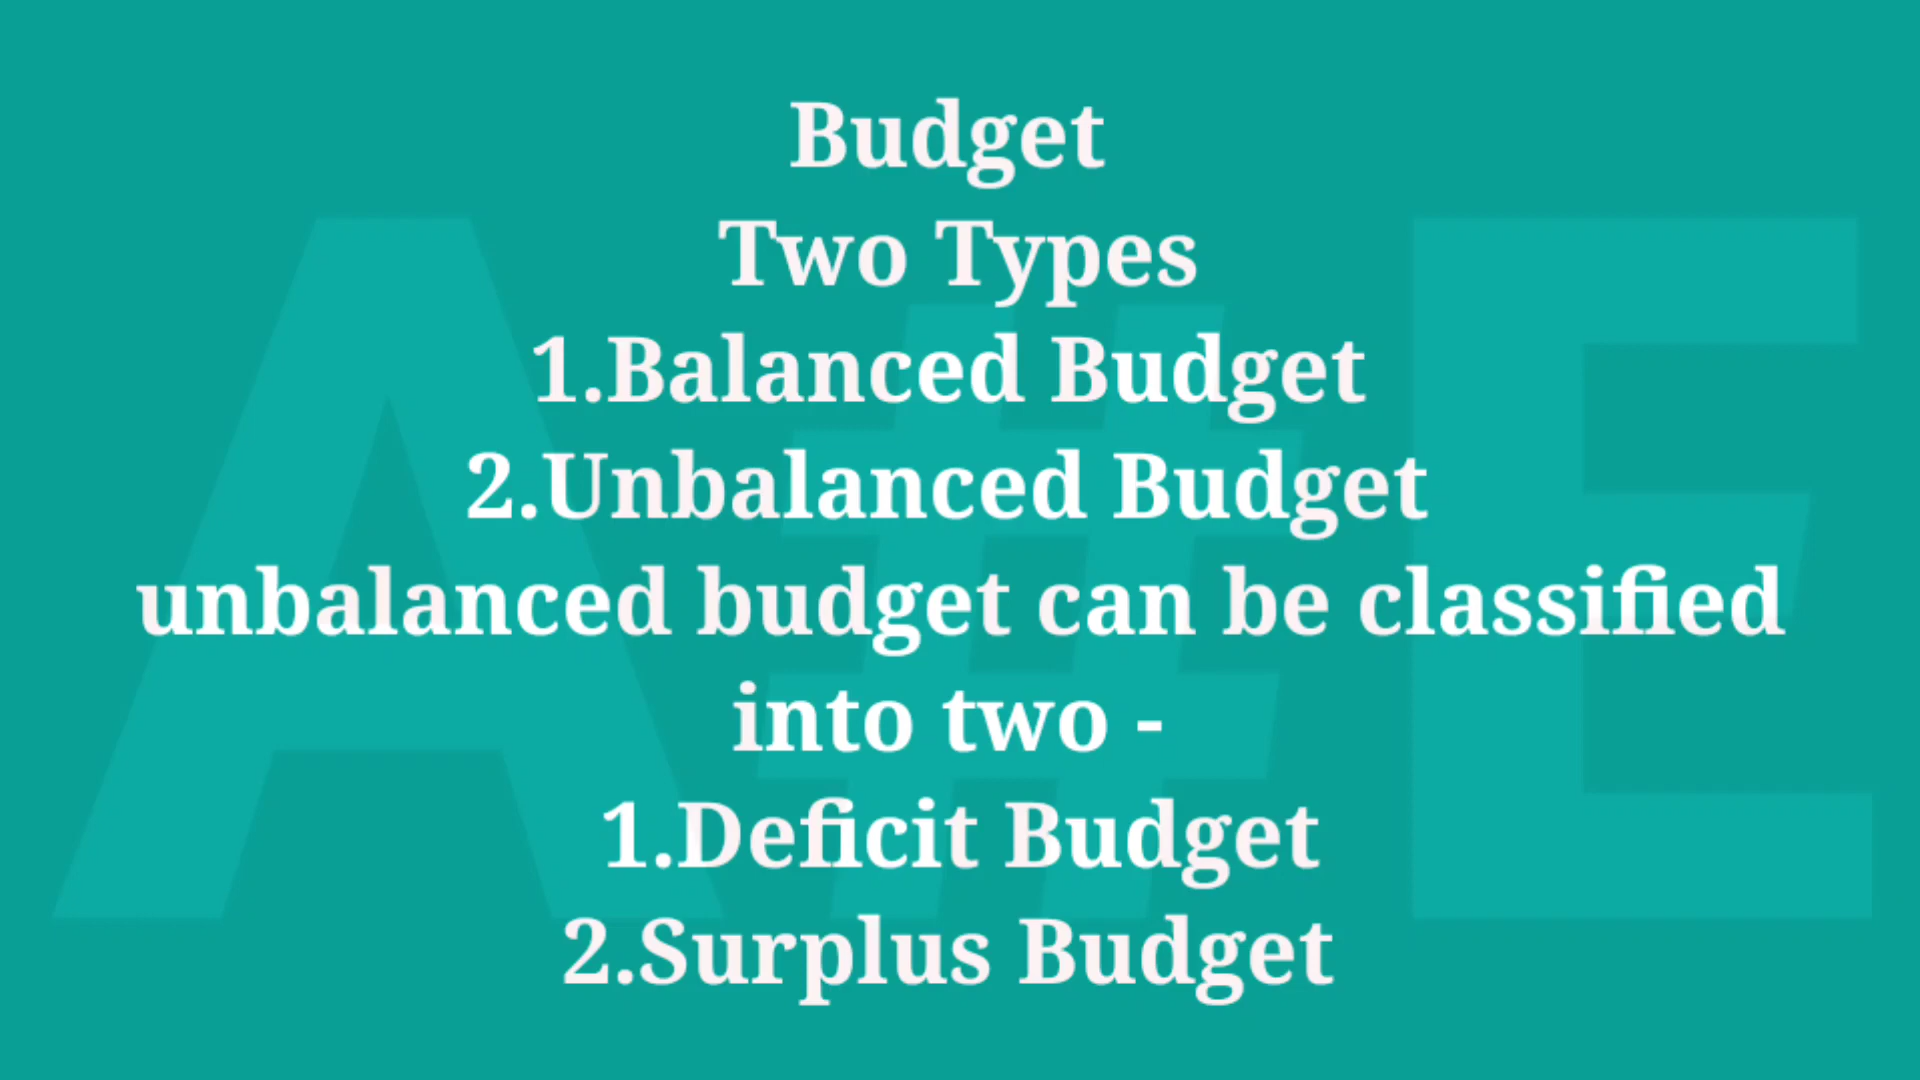 Budget
Two Types
1.Balanced Budget
2.Unbalanced Budget
unbalanced budget can be classified
into two -
1.Deficit Budget
2.Surplus Budget
A#E